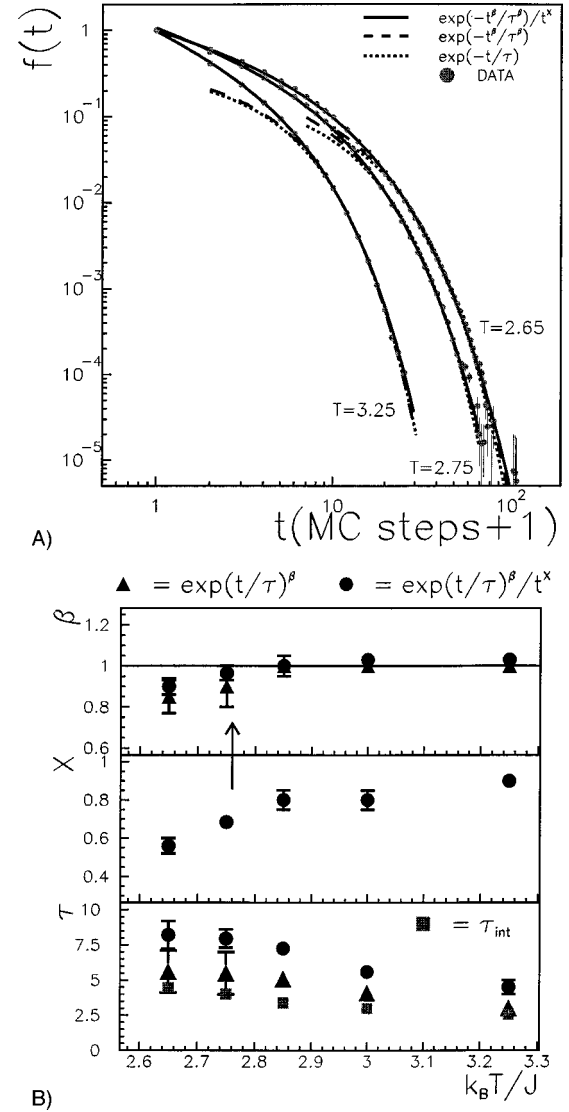 f(t)
exp(−t^β/τ^β)/t^x
exp(−t^β/τ^β)
exp(−t/τ)
DATA
1
10^-1
10^-2
10^-3
10^-4
10^-5
T=2.65
T=3.25
T=2.75
1
10
10^2
t(MC steps+1)
A)
▲ = exp(t/τ)^β ● = exp(t/τ)^β/t^x
β
1.2
1
0.8
0.6
X
1
0.8
0.6
0.4
τ
10
7.5
5
2.5
0
■ = τ_int
2.6 2.7 2.8 2.9 3 3.1 3.2 3.3
k_BT/J
B)